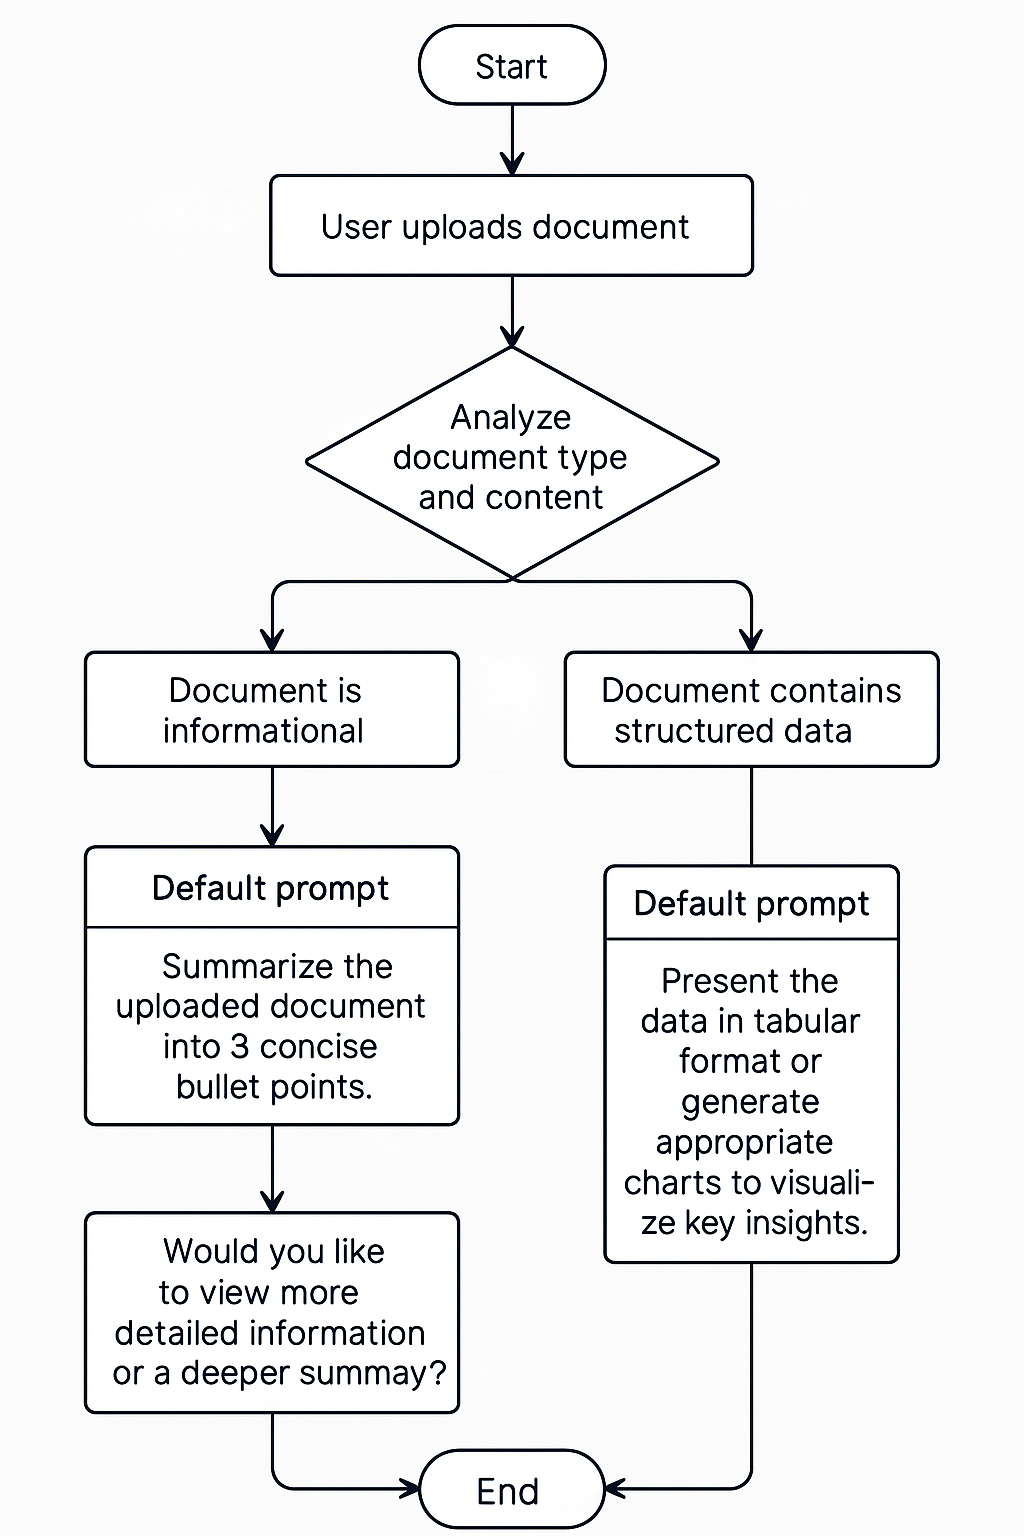 Start
User uploads document
Analyze
document type
and content
Document is
informational
Document contains
structured data
Default prompt
Summarize the
uploaded document
into 3 concise
bullet points.
Default prompt
Present the
data in tabular
format or
generate
appropriate
charts to visuali-
ze key insights.
Would you like
to view more
detailed information
or a deeper summay?
End